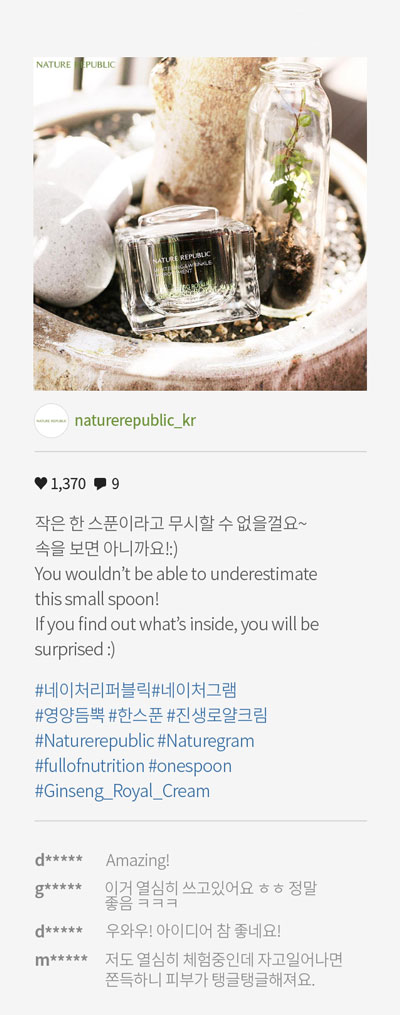 NATURE REPUBLIC
NATURE REPUBLIC
WRINKLE
NATURE REPUBLIC
naturerepublic_kr
1,370 9
작은 한 스푼이라고 무시할 수 없을껄요~
속을 보면 아니까요!:)
You wouldn’t be able to underestimate
this small spoon!
If you find out what’s inside, you will be
surprised :)
#네이처리퍼블릭#네이처그램
#영양듬뿍 #한스푼 #진생로얄크림
#Naturerepublic #Naturegram
#fullofnutrition #onespoon
#Ginseng_Royal_Cream
d***** Amazing!
g***** 이거 열심히 쓰고있어요 ㅎㅎ 정말
좋음 ㅋㅋㅋ
d***** 우와우! 아이디어 참 좋네요!
m***** 저도 열심히 체험중인데 자고일어나면
쫀득하니 피부가 탱글탱글해져요.